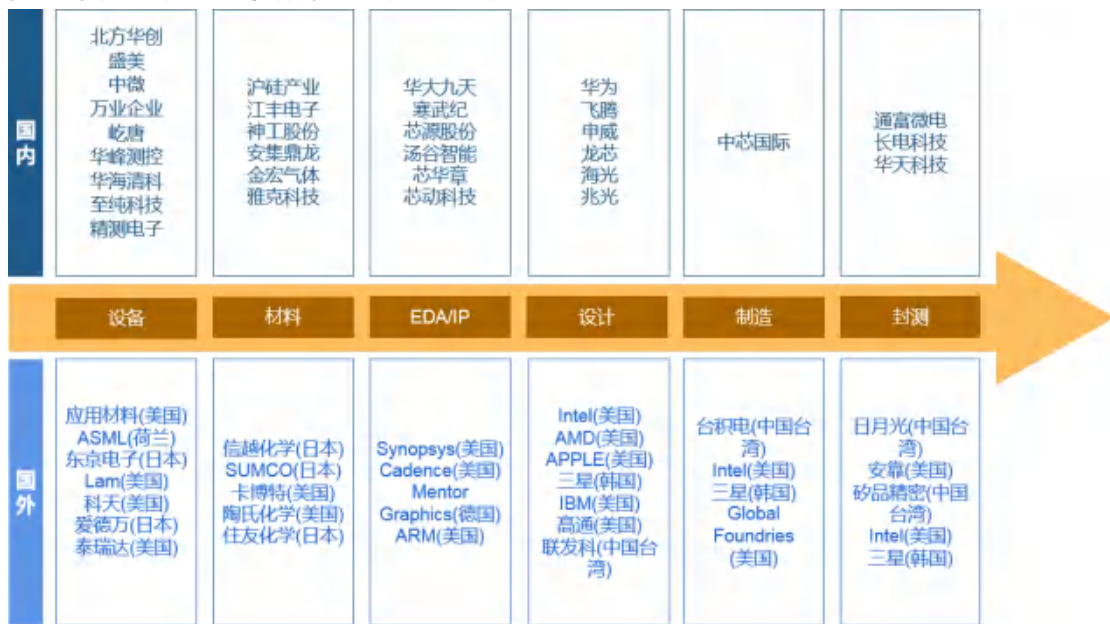 国内
北方华创
盛美
中微
万业企业
屹唐
华峰测控
华海清科
至纯科技
精测电子
沪硅产业
江丰电子
神工股份
安集鼎龙
金宏气体
雅克科技
华大九天
寒武纪
芯源股份
汤谷智能
芯华章
芯动科技
华为
飞腾
申威
龙芯
海光
兆光
中芯国际
通富微电
长电科技
华天科技
设备
材料
EDA/IP
设计
制造
封测
国外
应用材料(美国)
ASML(荷兰)
东京电子(日本)
Lam(美国)
科天(美国)
爱德万(日本)
泰瑞达(美国)
信越化学(日本)
SUMCO(日本)
卡博特(美国)
陶氏化学(美国)
住友化学(日本)
Synopsys(美国)
Cadence(美国)
Mentor
Graphics(德国)
ARM(美国)
Intel(美国)
AMD(美国)
APPLE(美国)
三星(韩国)
IBM(美国)
高通(美国)
联发科(中国台
湾)
台积电(中国台
湾)
Intel(美国)
三星(韩国)
Global
Foundries
(美国)
日月光(中国台
湾)
安靠(美国)
矽品精密(中国
台湾)
Intel(美国)
三星(韩国)